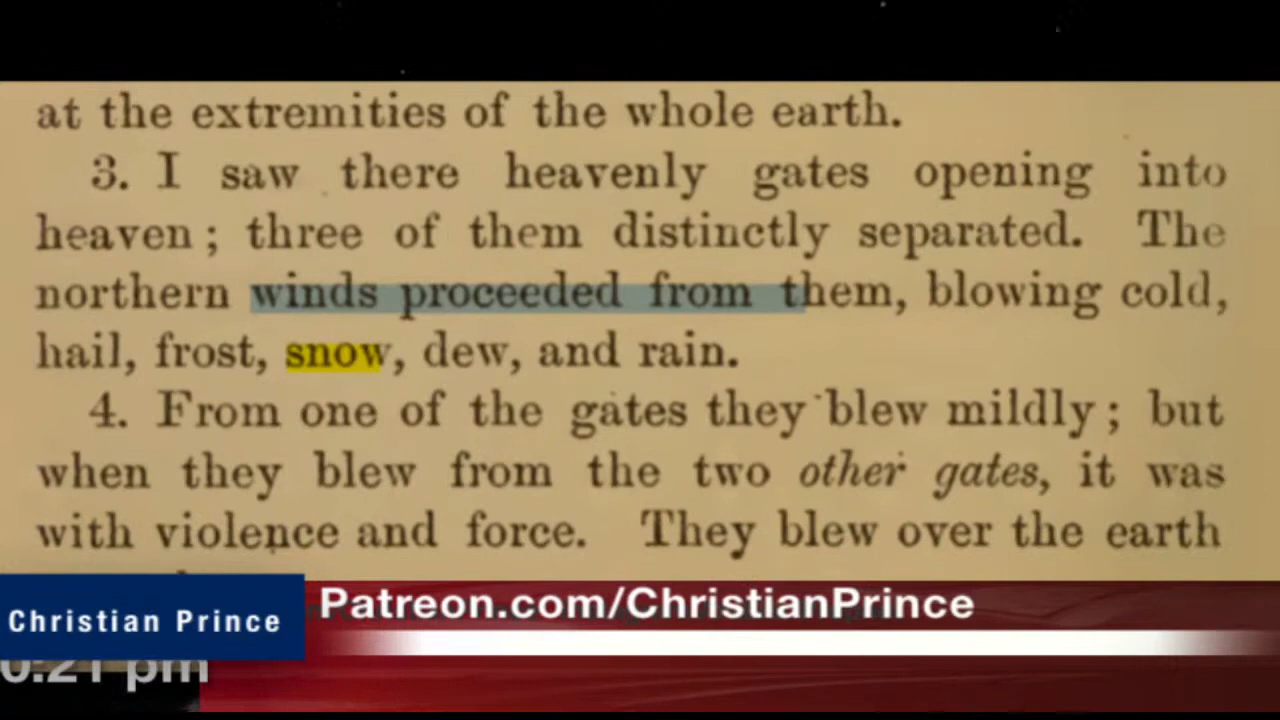 at the extremities of the whole earth.
3. I saw there heavenly gates opening into
heaven; three of them distinctly separated. The
northern winds proceeded from them, blowing cold,
hail, frost, snow, dew, and rain.
4. From one of the gates they blew mildly; but
when they blew from the two other gates, it was
with violence and force. They blew over the earth
Christian Prince
Patreon.com/ChristianPrince
0:21 pm